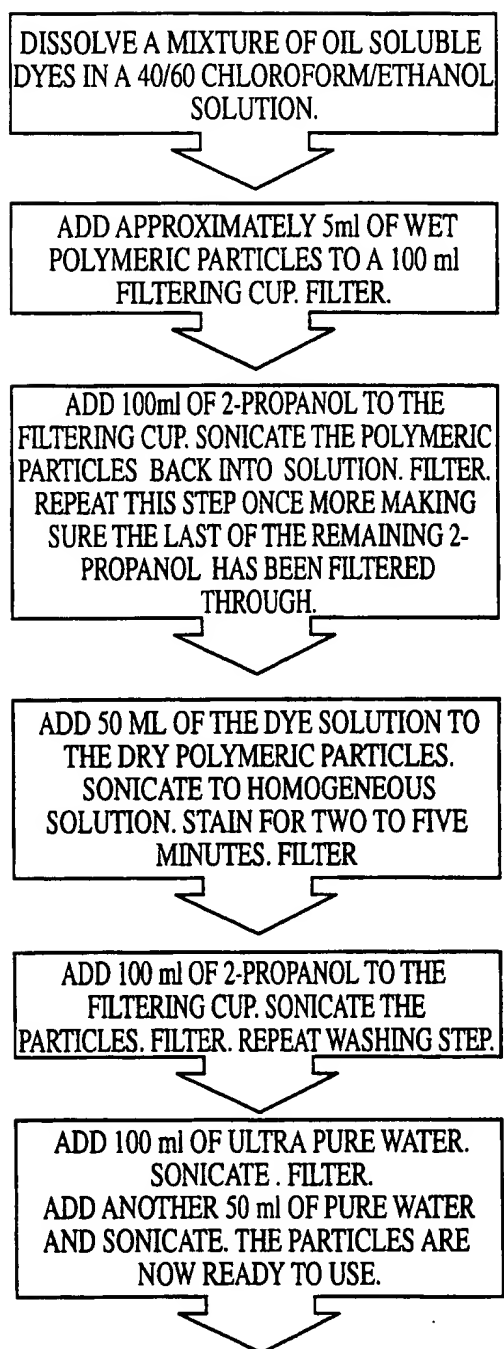 DISSOLVE A MIXTURE OF OIL SOLUBLE
DYES IN A 40/60 CHLOROFORM/ETHANOL
SOLUTION.
ADD APPROXIMATELY 5ml OF WET
POLYMERIC PARTICLES TO A 100 ml
FILTERING CUP. FILTER.
ADD 100ml OF 2-PROPANOL TO THE
FILTERING CUP. SONICATE THE POLYMERIC
PARTICLES BACK INTO SOLUTION. FILTER.
REPEAT THIS STEP ONCE MORE MAKING
SURE THE LAST OF THE REMAINING 2-
PROPANOL HAS BEEN FILTERED
THROUGH.
ADD 50 ML OF THE DYE SOLUTION TO
THE DRY POLYMERIC PARTICLES.
SONICATE TO HOMOGENEOUS
SOLUTION. STAIN FOR TWO TO FIVE
MINUTES. FILTER
ADD 100 ml OF 2-PROPANOL TO THE
FILTERING CUP. SONICATE THE
PARTICLES. FILTER. REPEAT WASHING STEP.
ADD 100 ml OF ULTRA PURE WATER.
SONICATE . FILTER.
ADD ANOTHER 50 ml OF PURE WATER
AND SONICATE. THE PARTICLES ARE
NOW READY TO USE.